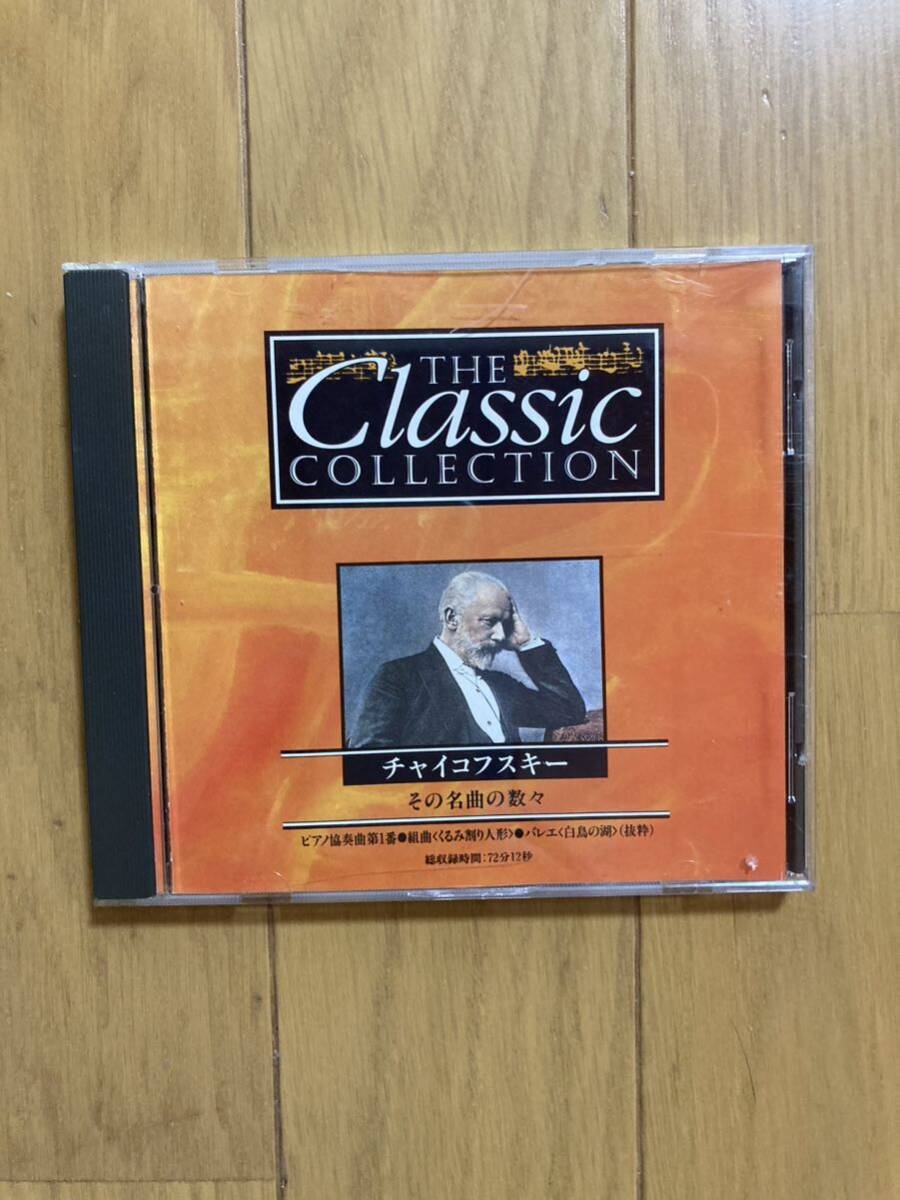 THE
Classic
COLLECTION
チャイコフスキー
その名曲の数々
ピアノ協奏曲第1番●組曲〈くるみ割り人形〉●バレエ〈白鳥の湖〉(抜粋)
総収録時間:72分12秒